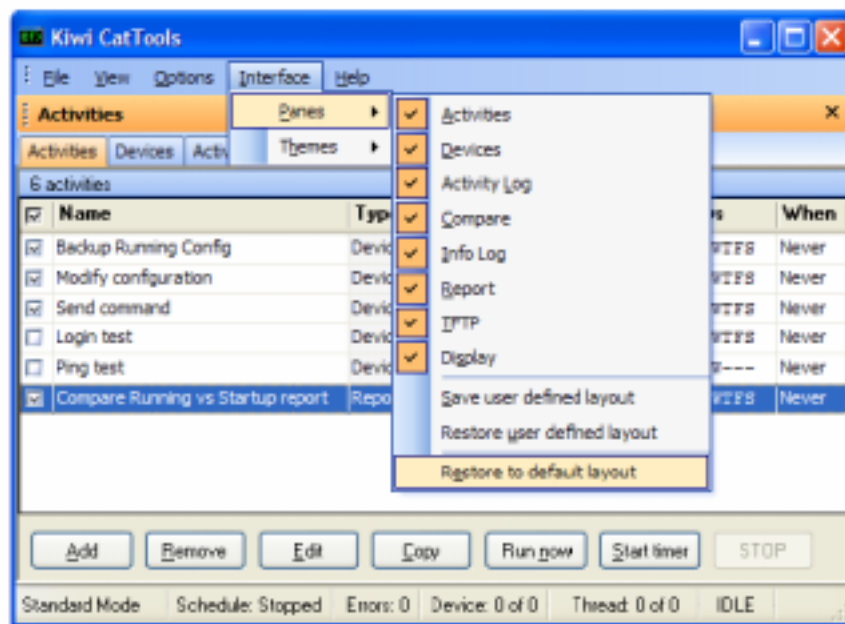 Kiwi CatTools
File View Options Interface Help
Activities
Panes
Themes
Activities Devices Activ
6 activities
Name Type When
Backup Running Config Devic WTFS Never
Modify configuration Devic WTFS Never
Send command Devic WTFS Never
Login test Devic WTFS Never
Ping test Devic W--- Never
Compare Running vs Startup report Repo WTFS Never
Activities
Devices
Activity Log
Compare
Info Log
Report
TFTP
Display
Save user defined layout
Restore user defined layout
Restore to default layout
Add Remove Edit Copy Run now Start timer STOP
Standard Mode Schedule: Stopped Errors: 0 Device: 0 of 0 Thread: 0 of 0 IDLE